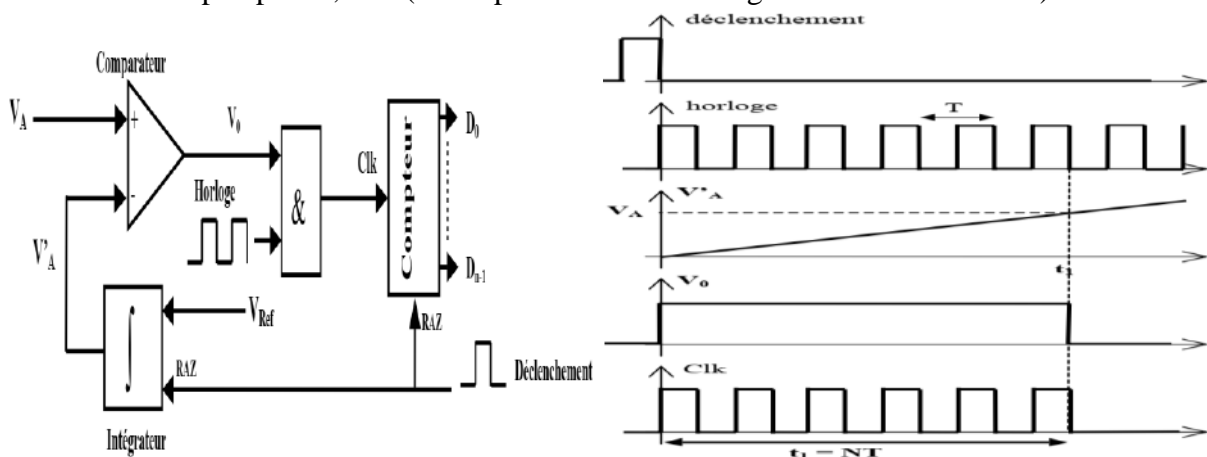 déclenchement
Comparateur
V_A
+
-
V_0
&
Horloge
Clk
Compteur
D_0
D_n-1
V'_A
∫
V_Ref
RAZ
RAZ
Déclenchement
Intégrateur
horloge
T
V'_A
V_A
t_1
V_0
Clk
t_1 = NT